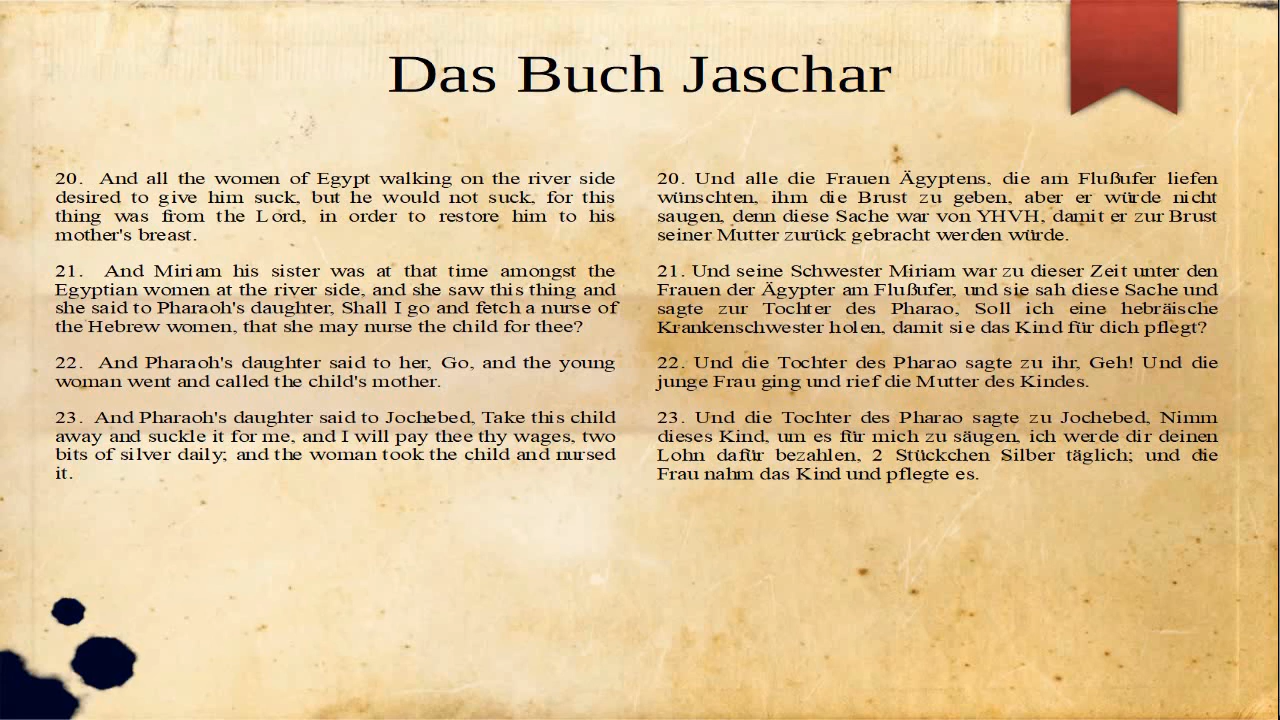 Das Buch Jaschar
20. And all the women of Egypt walking on the river side
desired to give him suck, but he would not suck, for this
thing was from the Lord, in order to restore him to his
mother's breast.
21. And Miriam his sister was at that time amongst the
Egyptian women at the river side, and she saw this thing and
she said to Pharaoh's daughter, Shall I go and fetch a nurse of
the Hebrew women, that she may nurse the child for thee?
22. And Pharaoh's daughter said to her, Go, and the young
woman went and called the child's mother.
23. And Pharaoh's daughter said to Jochebed, Take this child
away and suckle it for me, and I will pay thee thy wages, two
bits of silver daily; and the woman took the child and nursed
it.
20. Und alle die Frauen Ägyptens, die am Flußufer liefen
wünschten, ihm die Brust zu geben, aber er würde nicht
saugen, denn diese Sache war von YHVH, damit er zur Brust
seiner Mutter zurück gebracht werden würde.
21. Und seine Schwester Miriam war zu dieser Zeit unter den
Frauen der Ägypter am Flußufer, und sie sah diese Sache und
sagte zur Tochter des Pharao, Soll ich eine hebräische
Krankenschwester holen, damit sie das Kind für dich pflegt?
22. Und die Tochter des Pharao sagte zu ihr, Geh! Und die
junge Frau ging und rief die Mutter des Kindes.
23. Und die Tochter des Pharao sagte zu Jochebed, Nimm
dieses Kind, um es für mich zu säugen, ich werde dir deinen
Lohn dafür bezahlen, 2 Stückchen Silber täglich; und die
Frau nahm das Kind und pflegte es.